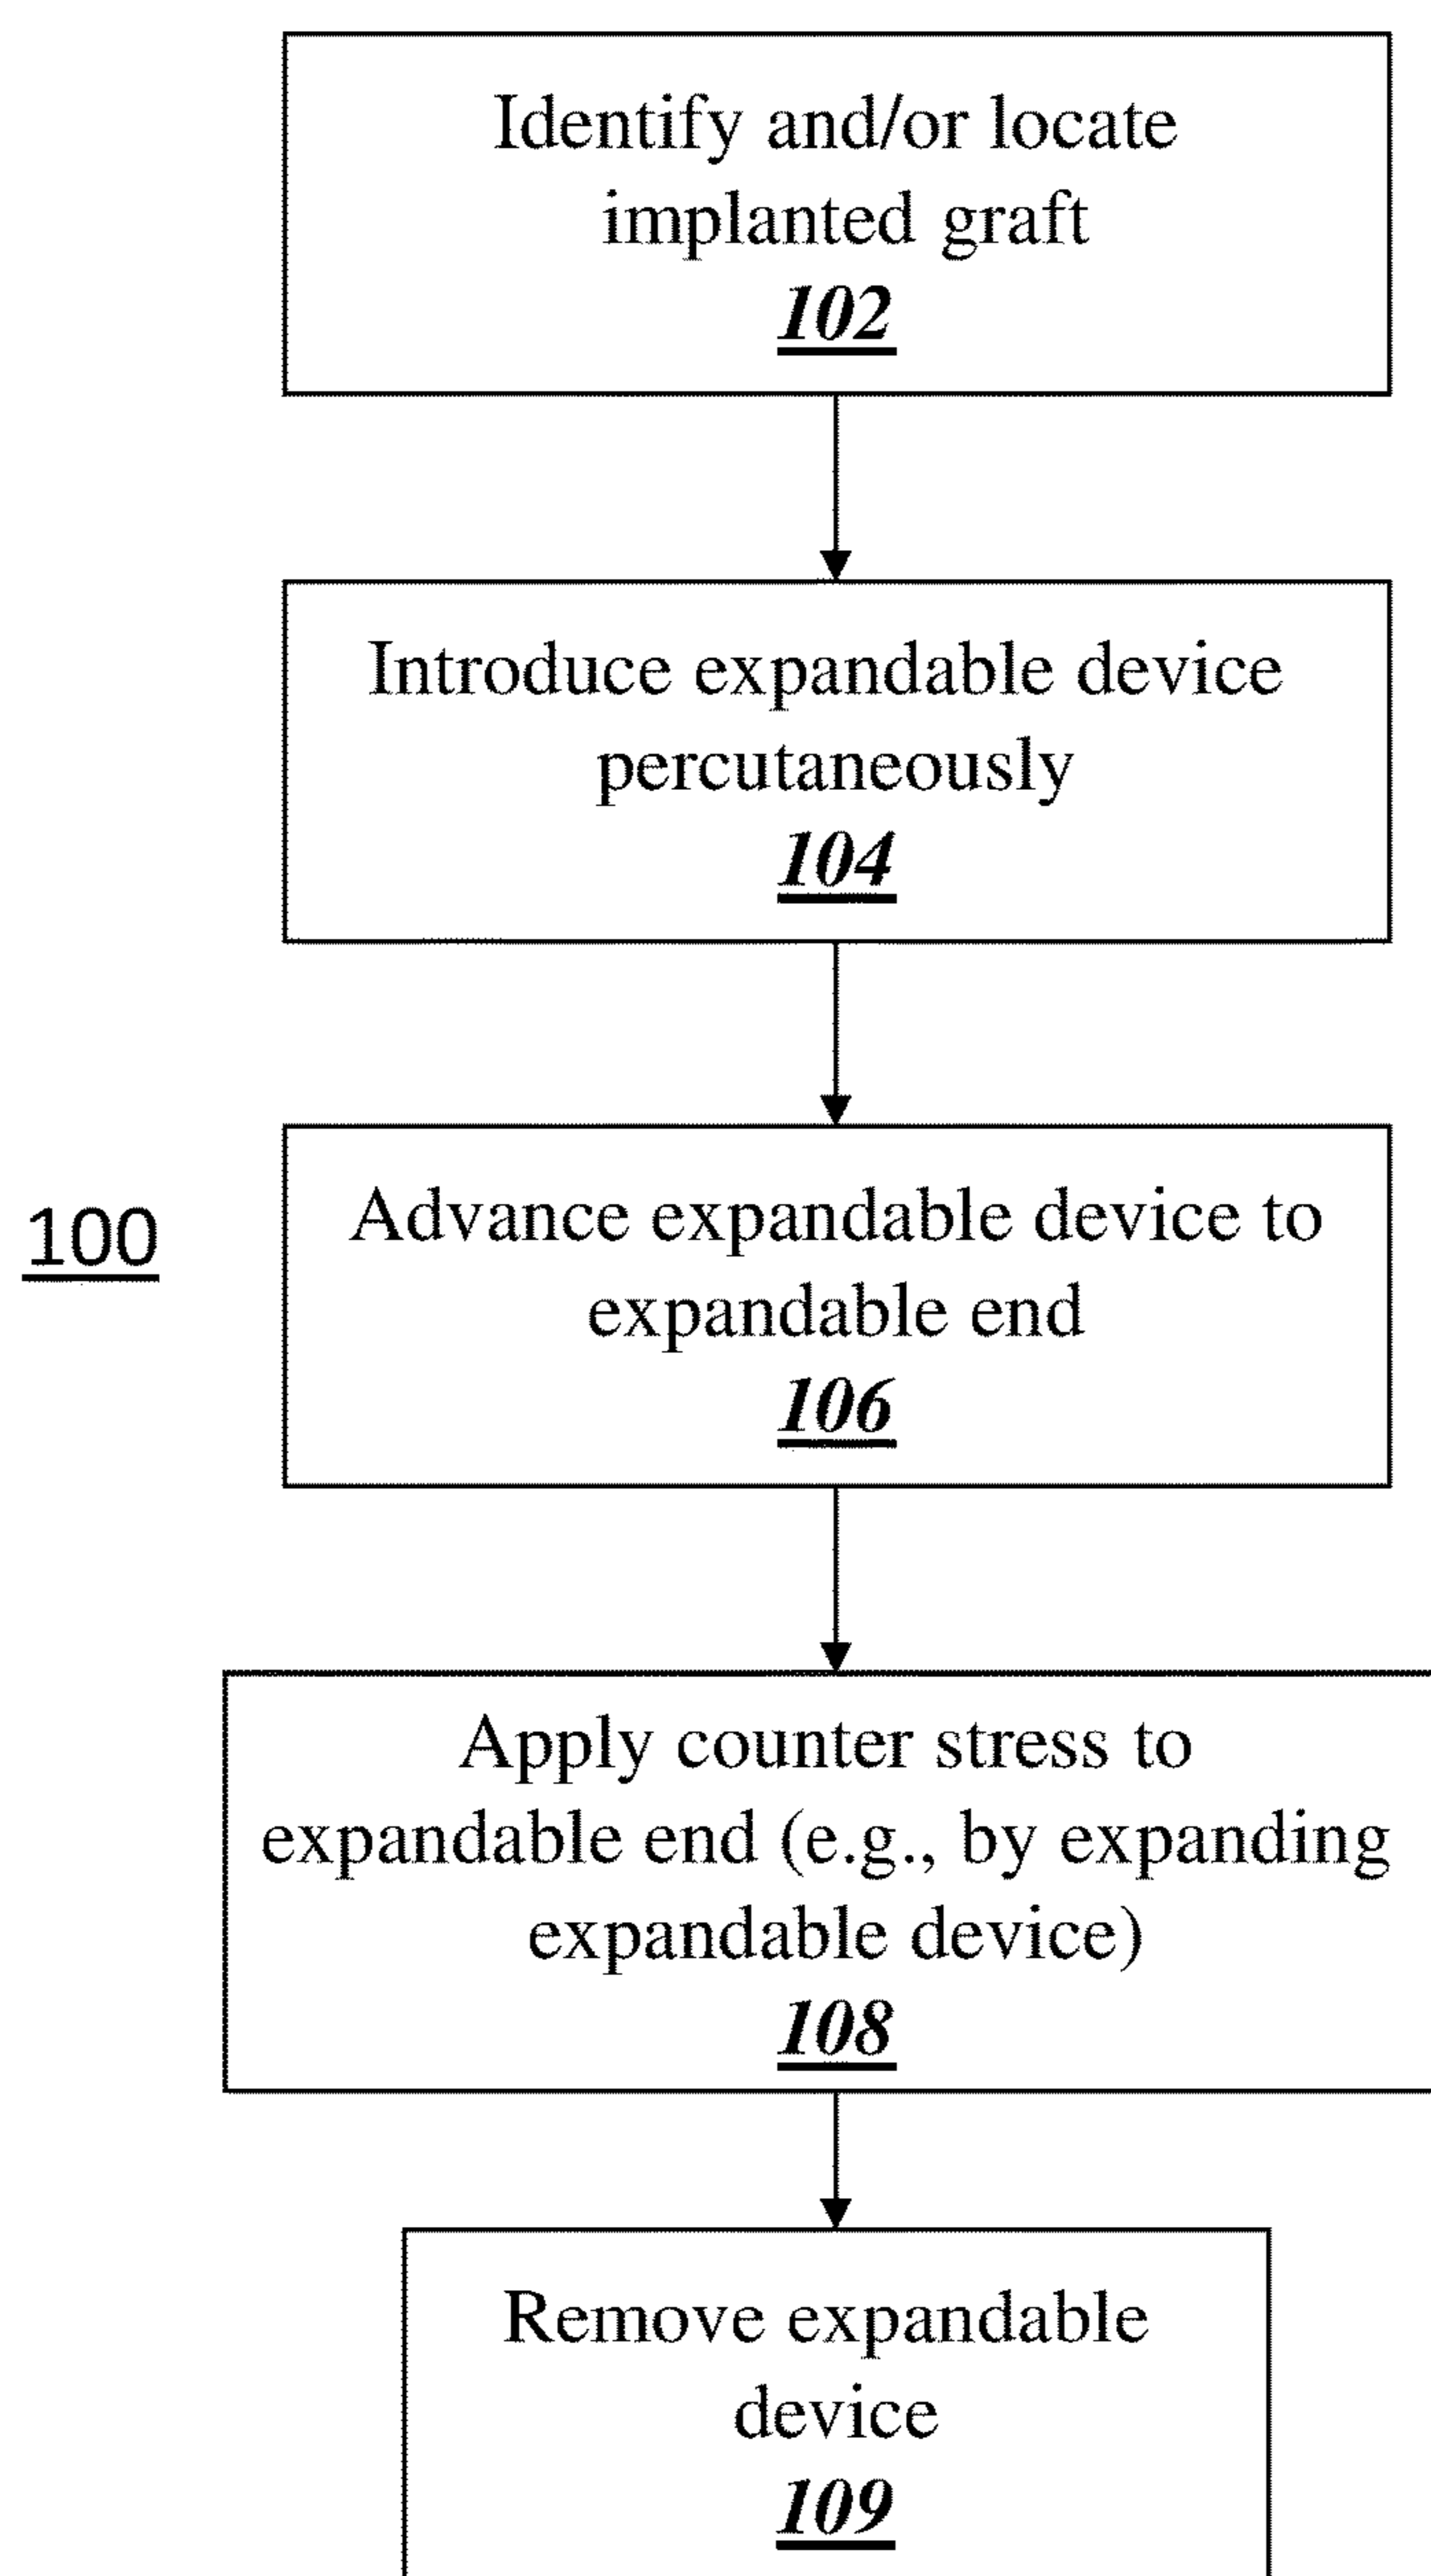 Identify and/or locate
implanted graft
102
Introduce expandable device
percutaneously
104
Advance expandable device to
expandable end
106
100
Apply counter stress to
expandable end (e.g., by expanding
expandable device)
108
Remove expandable
device
109